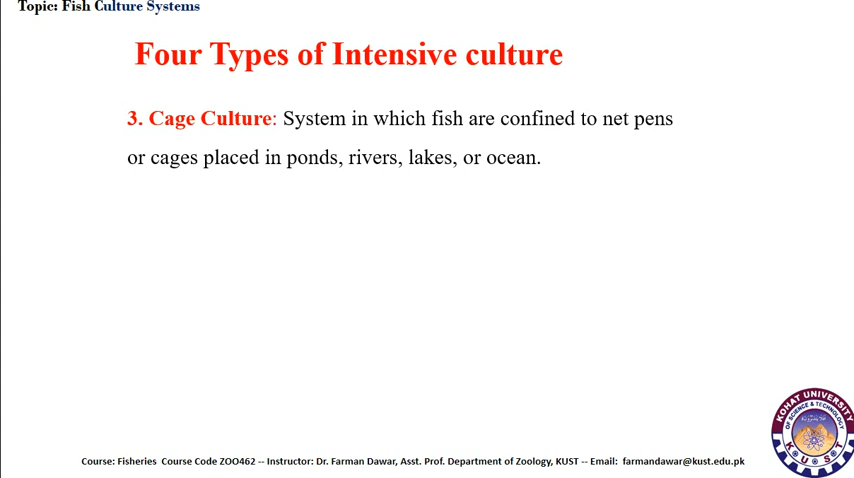 Topic: Fish Culture Systems
Four Types of Intensive culture
3. Cage Culture: System in which fish are confined to net pens
or cages placed in ponds, rivers, lakes, or ocean.
KOHAT UNIVERSITY
OF SCIENCE & TECHNOLOGY
K U S T
Course: Fisheries Course Code ZOO462 -- Instructor: Dr. Farman Dawar, Asst. Prof. Department of Zoology, KUST -- Email: farmandawar@kust.edu.pk